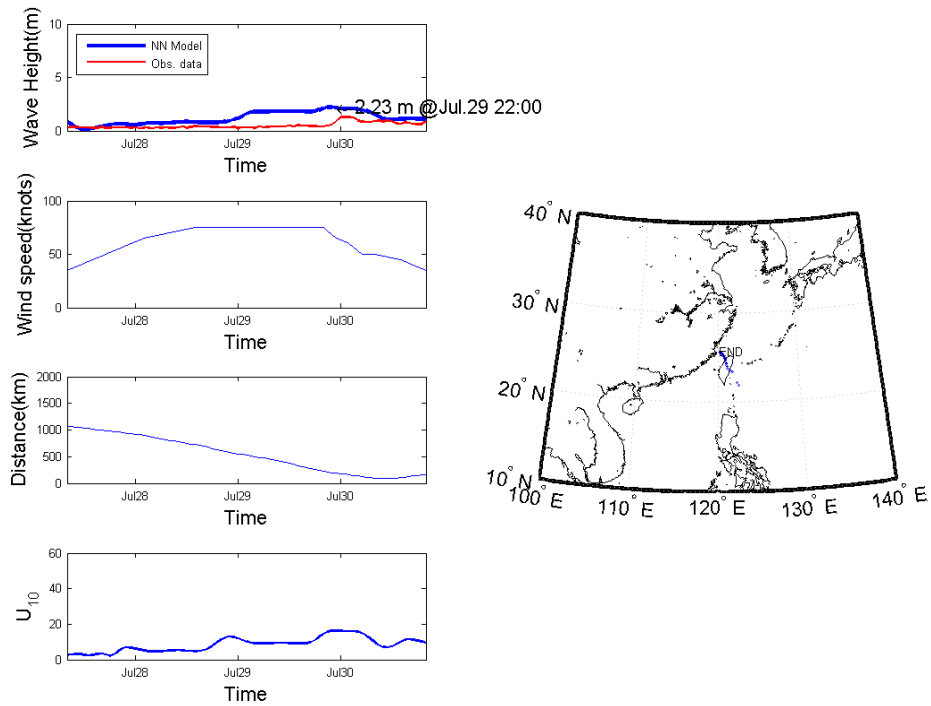 Wave Height(m)
10
5
0
NN Model
Obs. data
2.23 m @Jul.29 22:00
Jul28
Jul29
Jul30
Time
Wind speed(knots)
100
50
0
Jul28
Jul29
Jul30
Time
Distance(km)
2000
1500
1000
500
0
Jul28
Jul29
Jul30
Time
U10
60
40
20
0
Jul28
Jul29
Jul30
Time
40° N
30° N
20° N
10° N
END
100° E
110° E
120° E
130° E
140° E